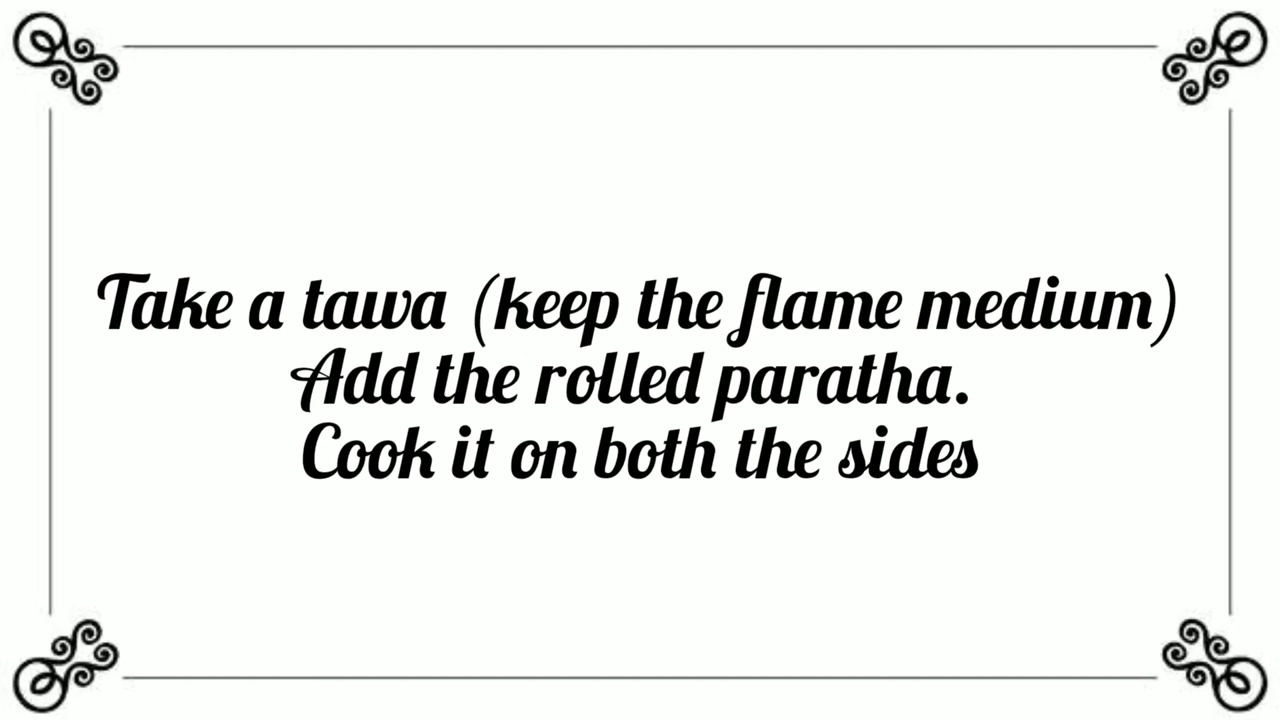 Take a tawa (keep the flame medium)
Add the rolled paratha.
Cook it on both the sides